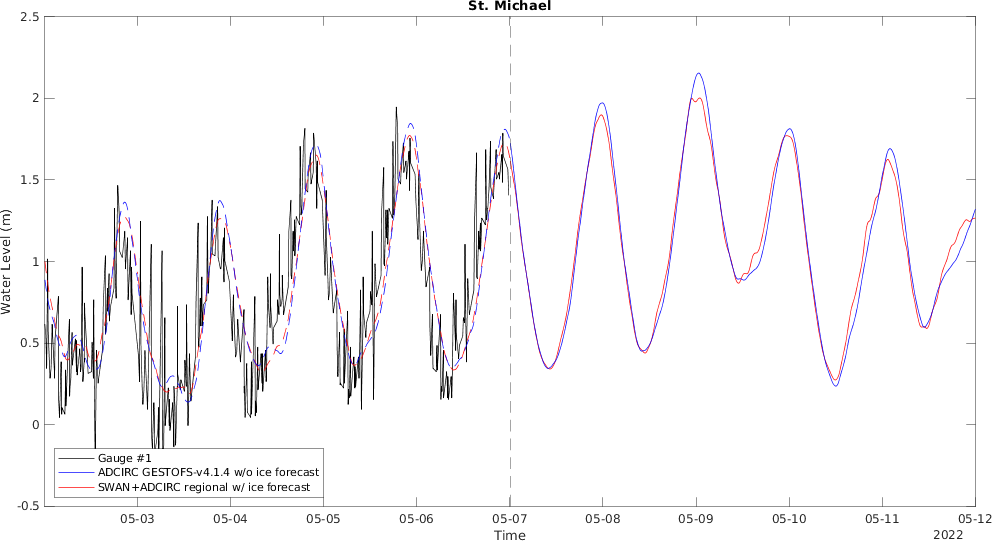 St. Michael
2.5
2
1.5
1
0.5
0
-0.5
Water Level (m)
Gauge #1
ADCIRC GESTOFS-v4.1.4 w/o ice forecast
SWAN+ADCIRC regional w/ ice forecast
05-03 05-04 05-05 05-06 05-07 05-08 05-09 05-10 05-11 05-12
Time
2022